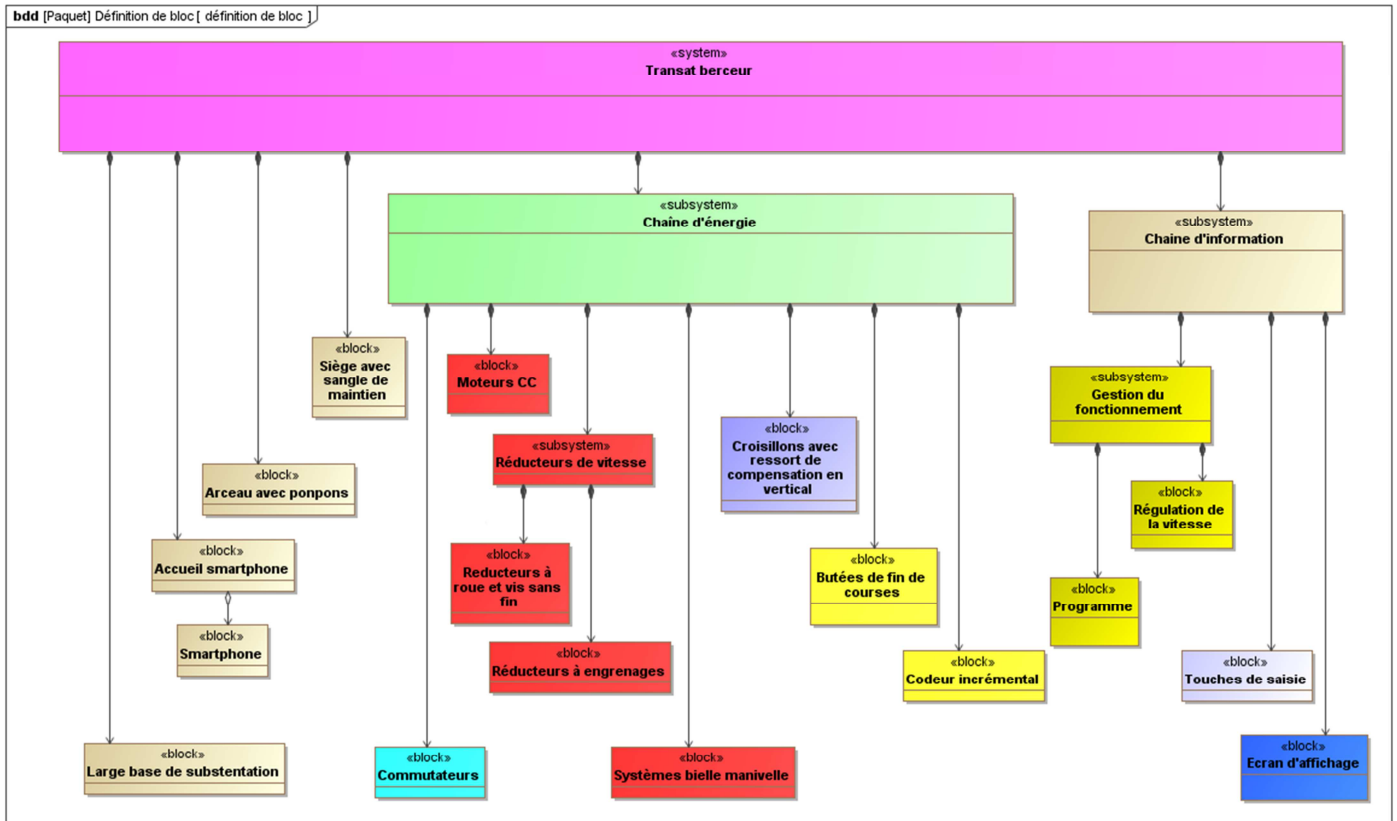 bdd [Paquet] Définition de bloc [ définition de bloc ]
«system»
Transat berceur
«subsystem»
Chaîne d'énergie
«subsystem»
Chaine d'information
«block»
Siège avec
sangle de
maintien
«block»
Moteurs CC
«subsystem»
Gestion du
fonctionnement
«block»
Croisillons avec
ressort de
compensation en
vertical
«subsystem»
Réducteurs de vitesse
«block»
Arceau avec ponpons
«block»
Régulation de
la vitesse
«block»
Accueil smartphone
«block»
Reducteurs à
roue et vis sans
fin
«block»
Butées de fin de
courses
«block»
Programme
«block»
Smartphone
«block»
Réducteurs à engrenages
«block»
Codeur incrémental
«block»
Touches de saisie
«block»
Large base de substentation
«block»
Commutateurs
«block»
Systèmes bielle manivelle
«block»
Ecran d'affichage